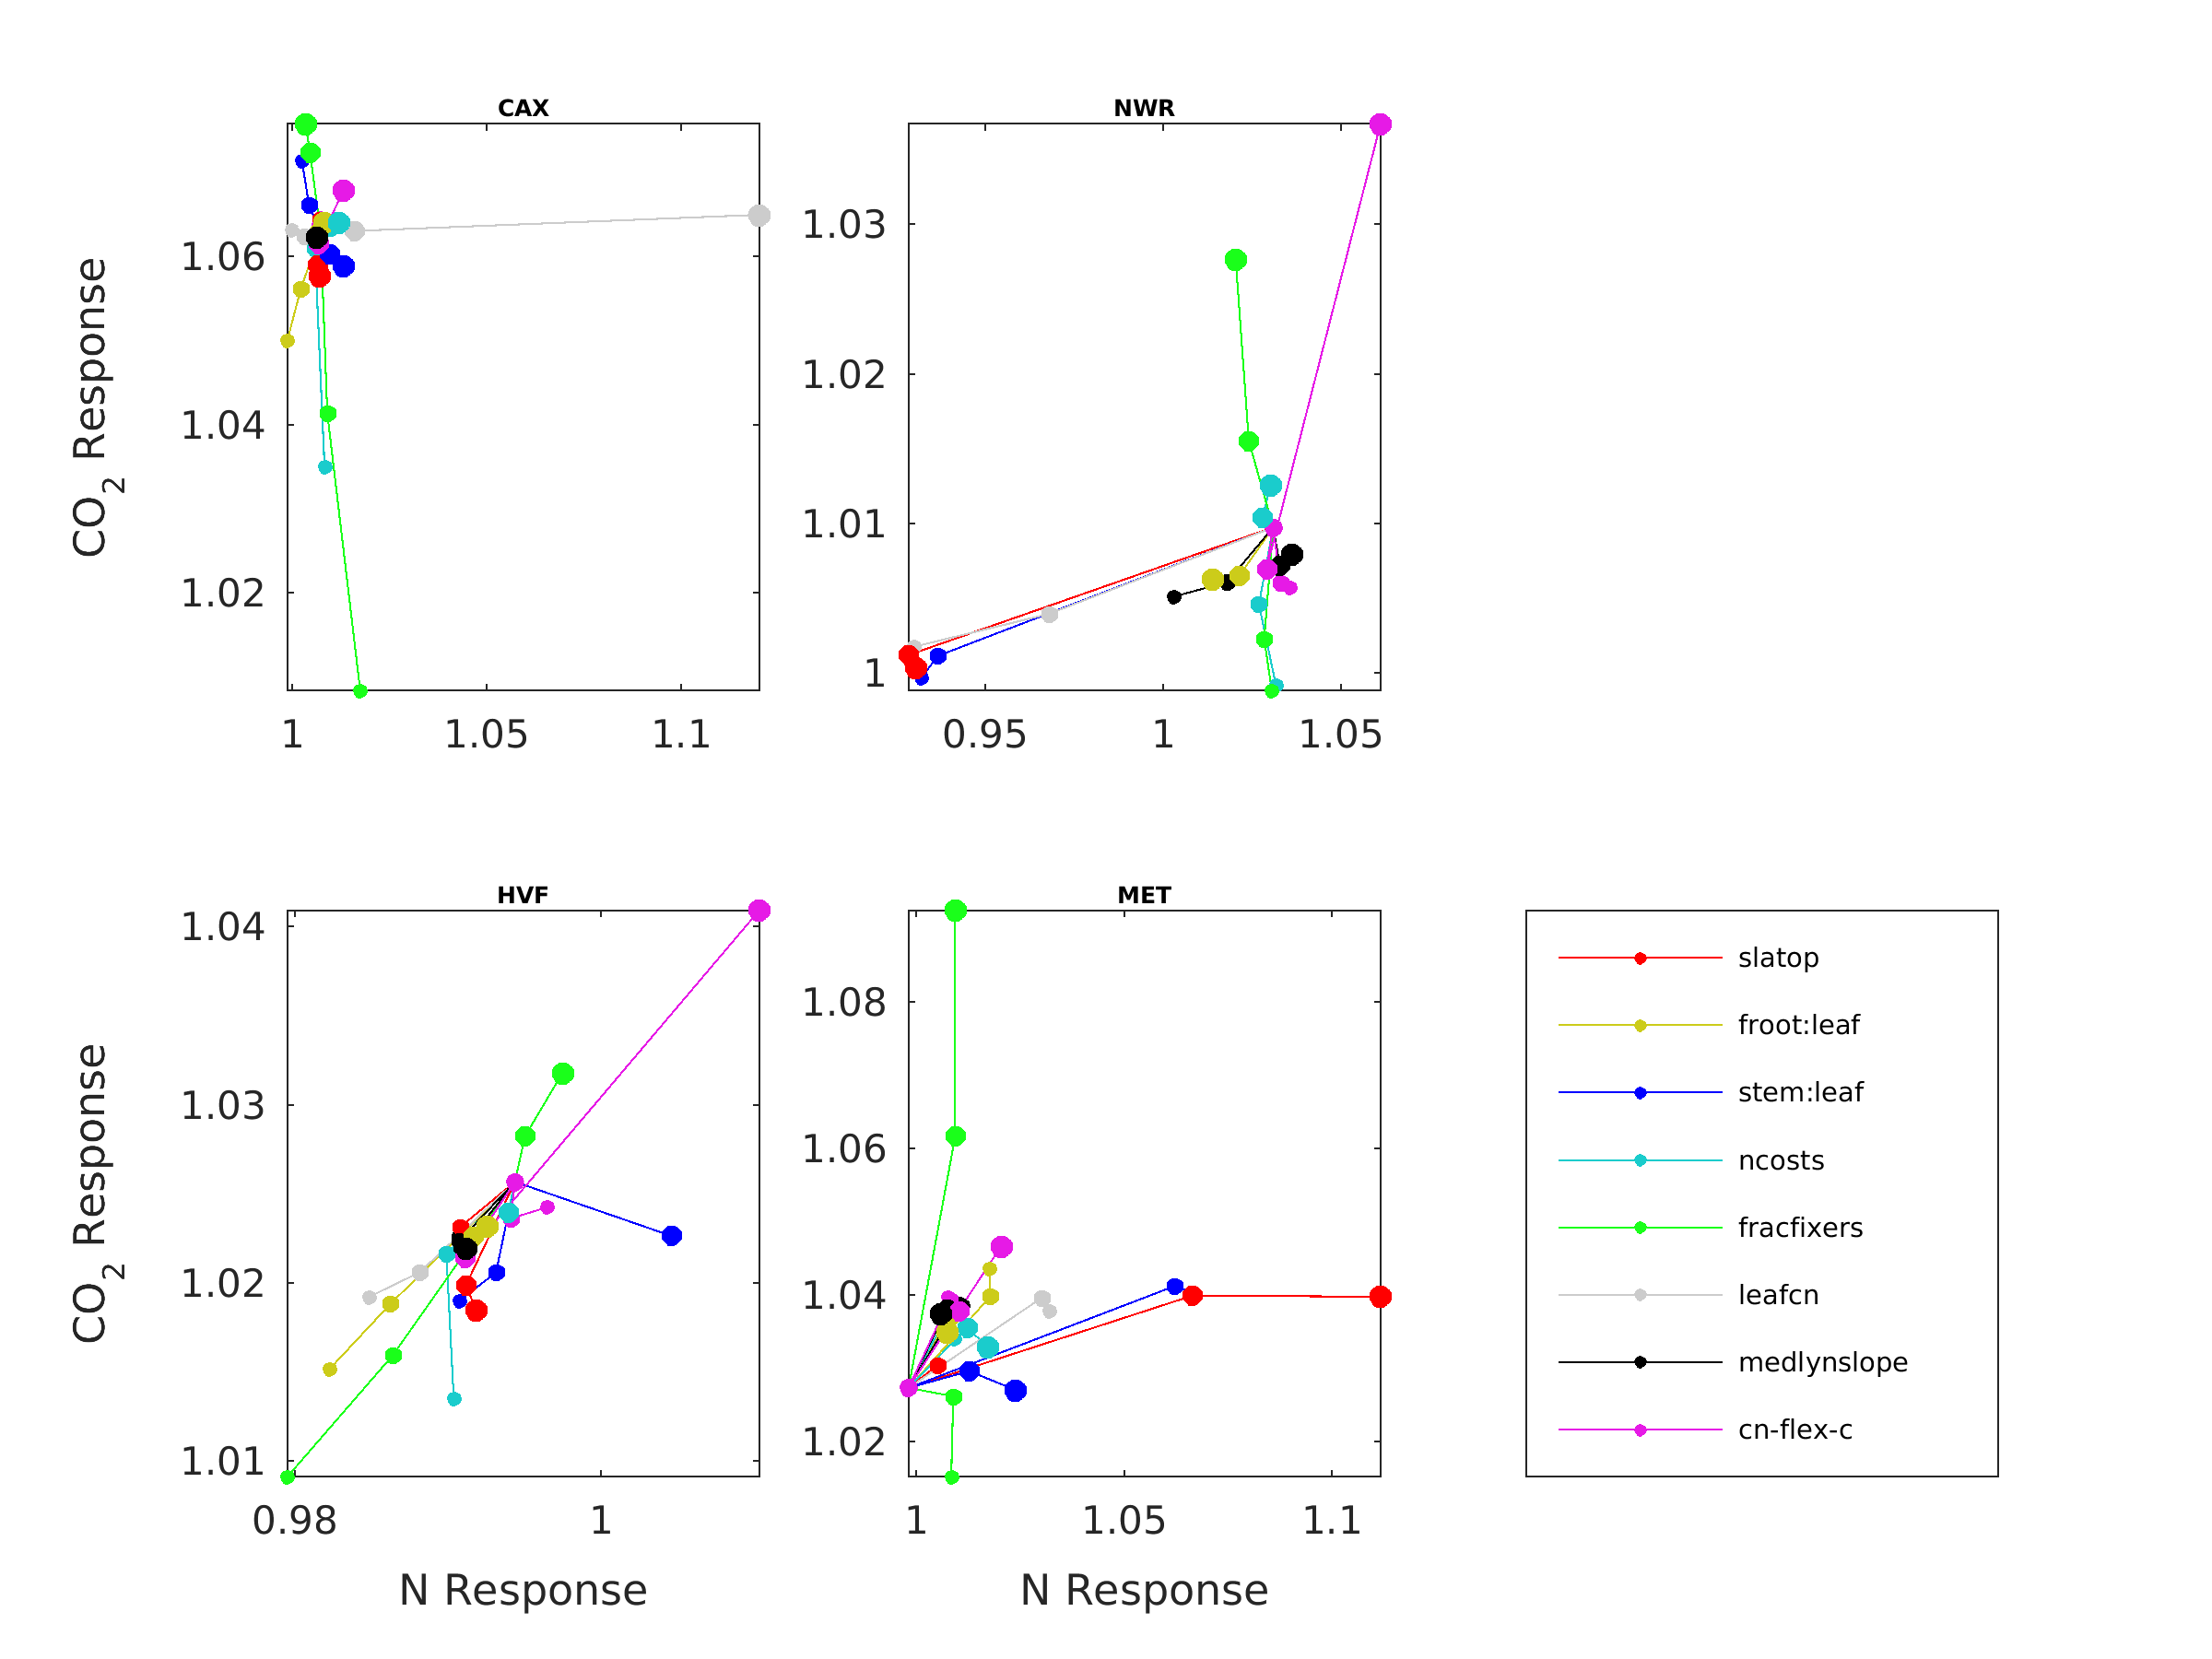 CAX
NWR
CO2 Response
1.06
1.04
1.02
1
1.05
1.1
1.03
1.02
1.01
1
0.95
1
1.05
HVF
MET
CO2 Response
1.04
1.03
1.02
1.01
0.98
1
N Response
1.08
1.06
1.04
1.02
1
1.05
1.1
N Response
slatop
froot:leaf
stem:leaf
ncosts
fracfixers
leafcn
medlynslope
cn-flex-c